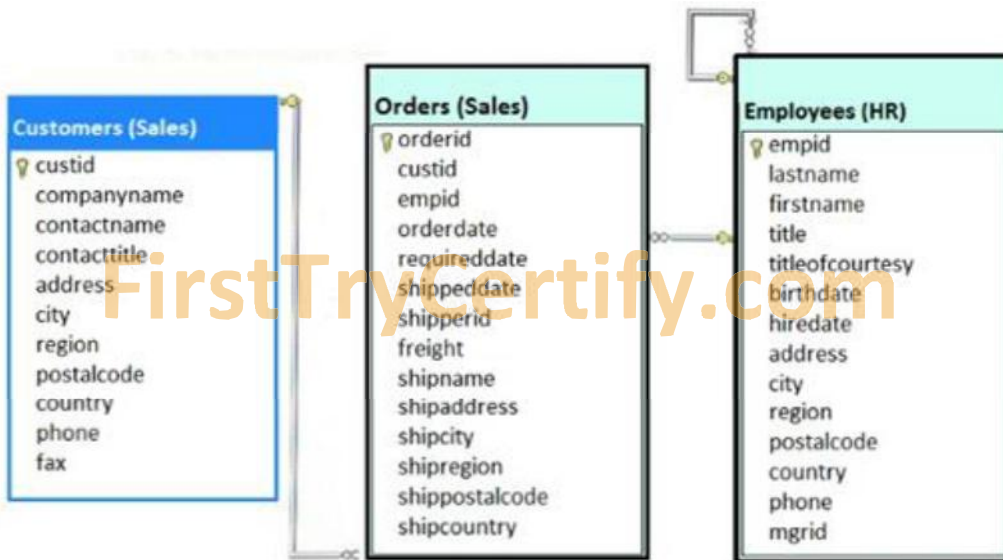 Customers (Sales)
custid
companyname
contactname
contacttitle
address
city
region
postalcode
country
phone
fax
Orders (Sales)
orderid
custid
empid
orderdate
requireddate
shippeddate
shipperid
freight
shipname
shipaddress
shipcity
shipregion
shippostalcode
shipcountry
Employees (HR)
empid
lastname
firstname
title
titleofcourtesy
birthdate
hiredate
address
city
region
postalcode
country
phone
mgrid
FirstTryCertify.com